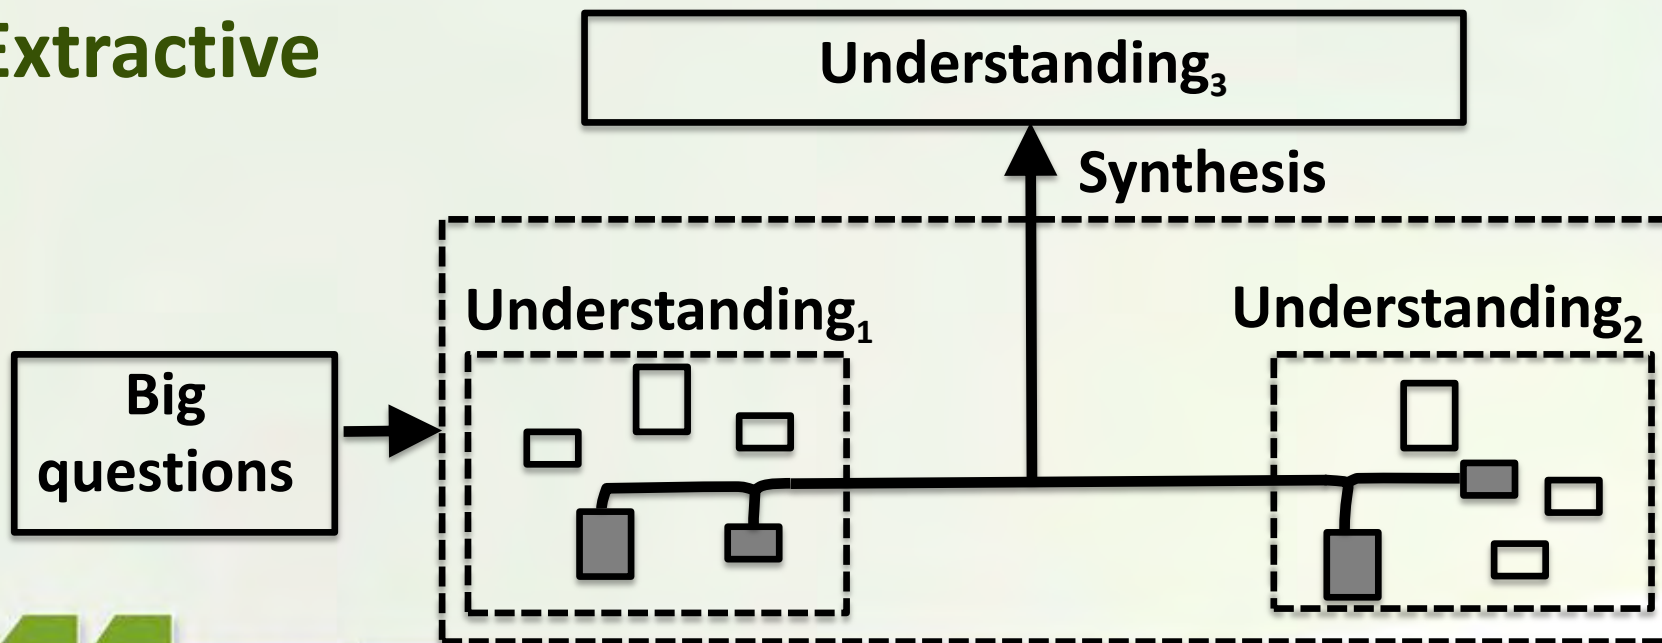 Extractive
Understanding₃
Synthesis
Understanding₁
Understanding₂
Big
questions